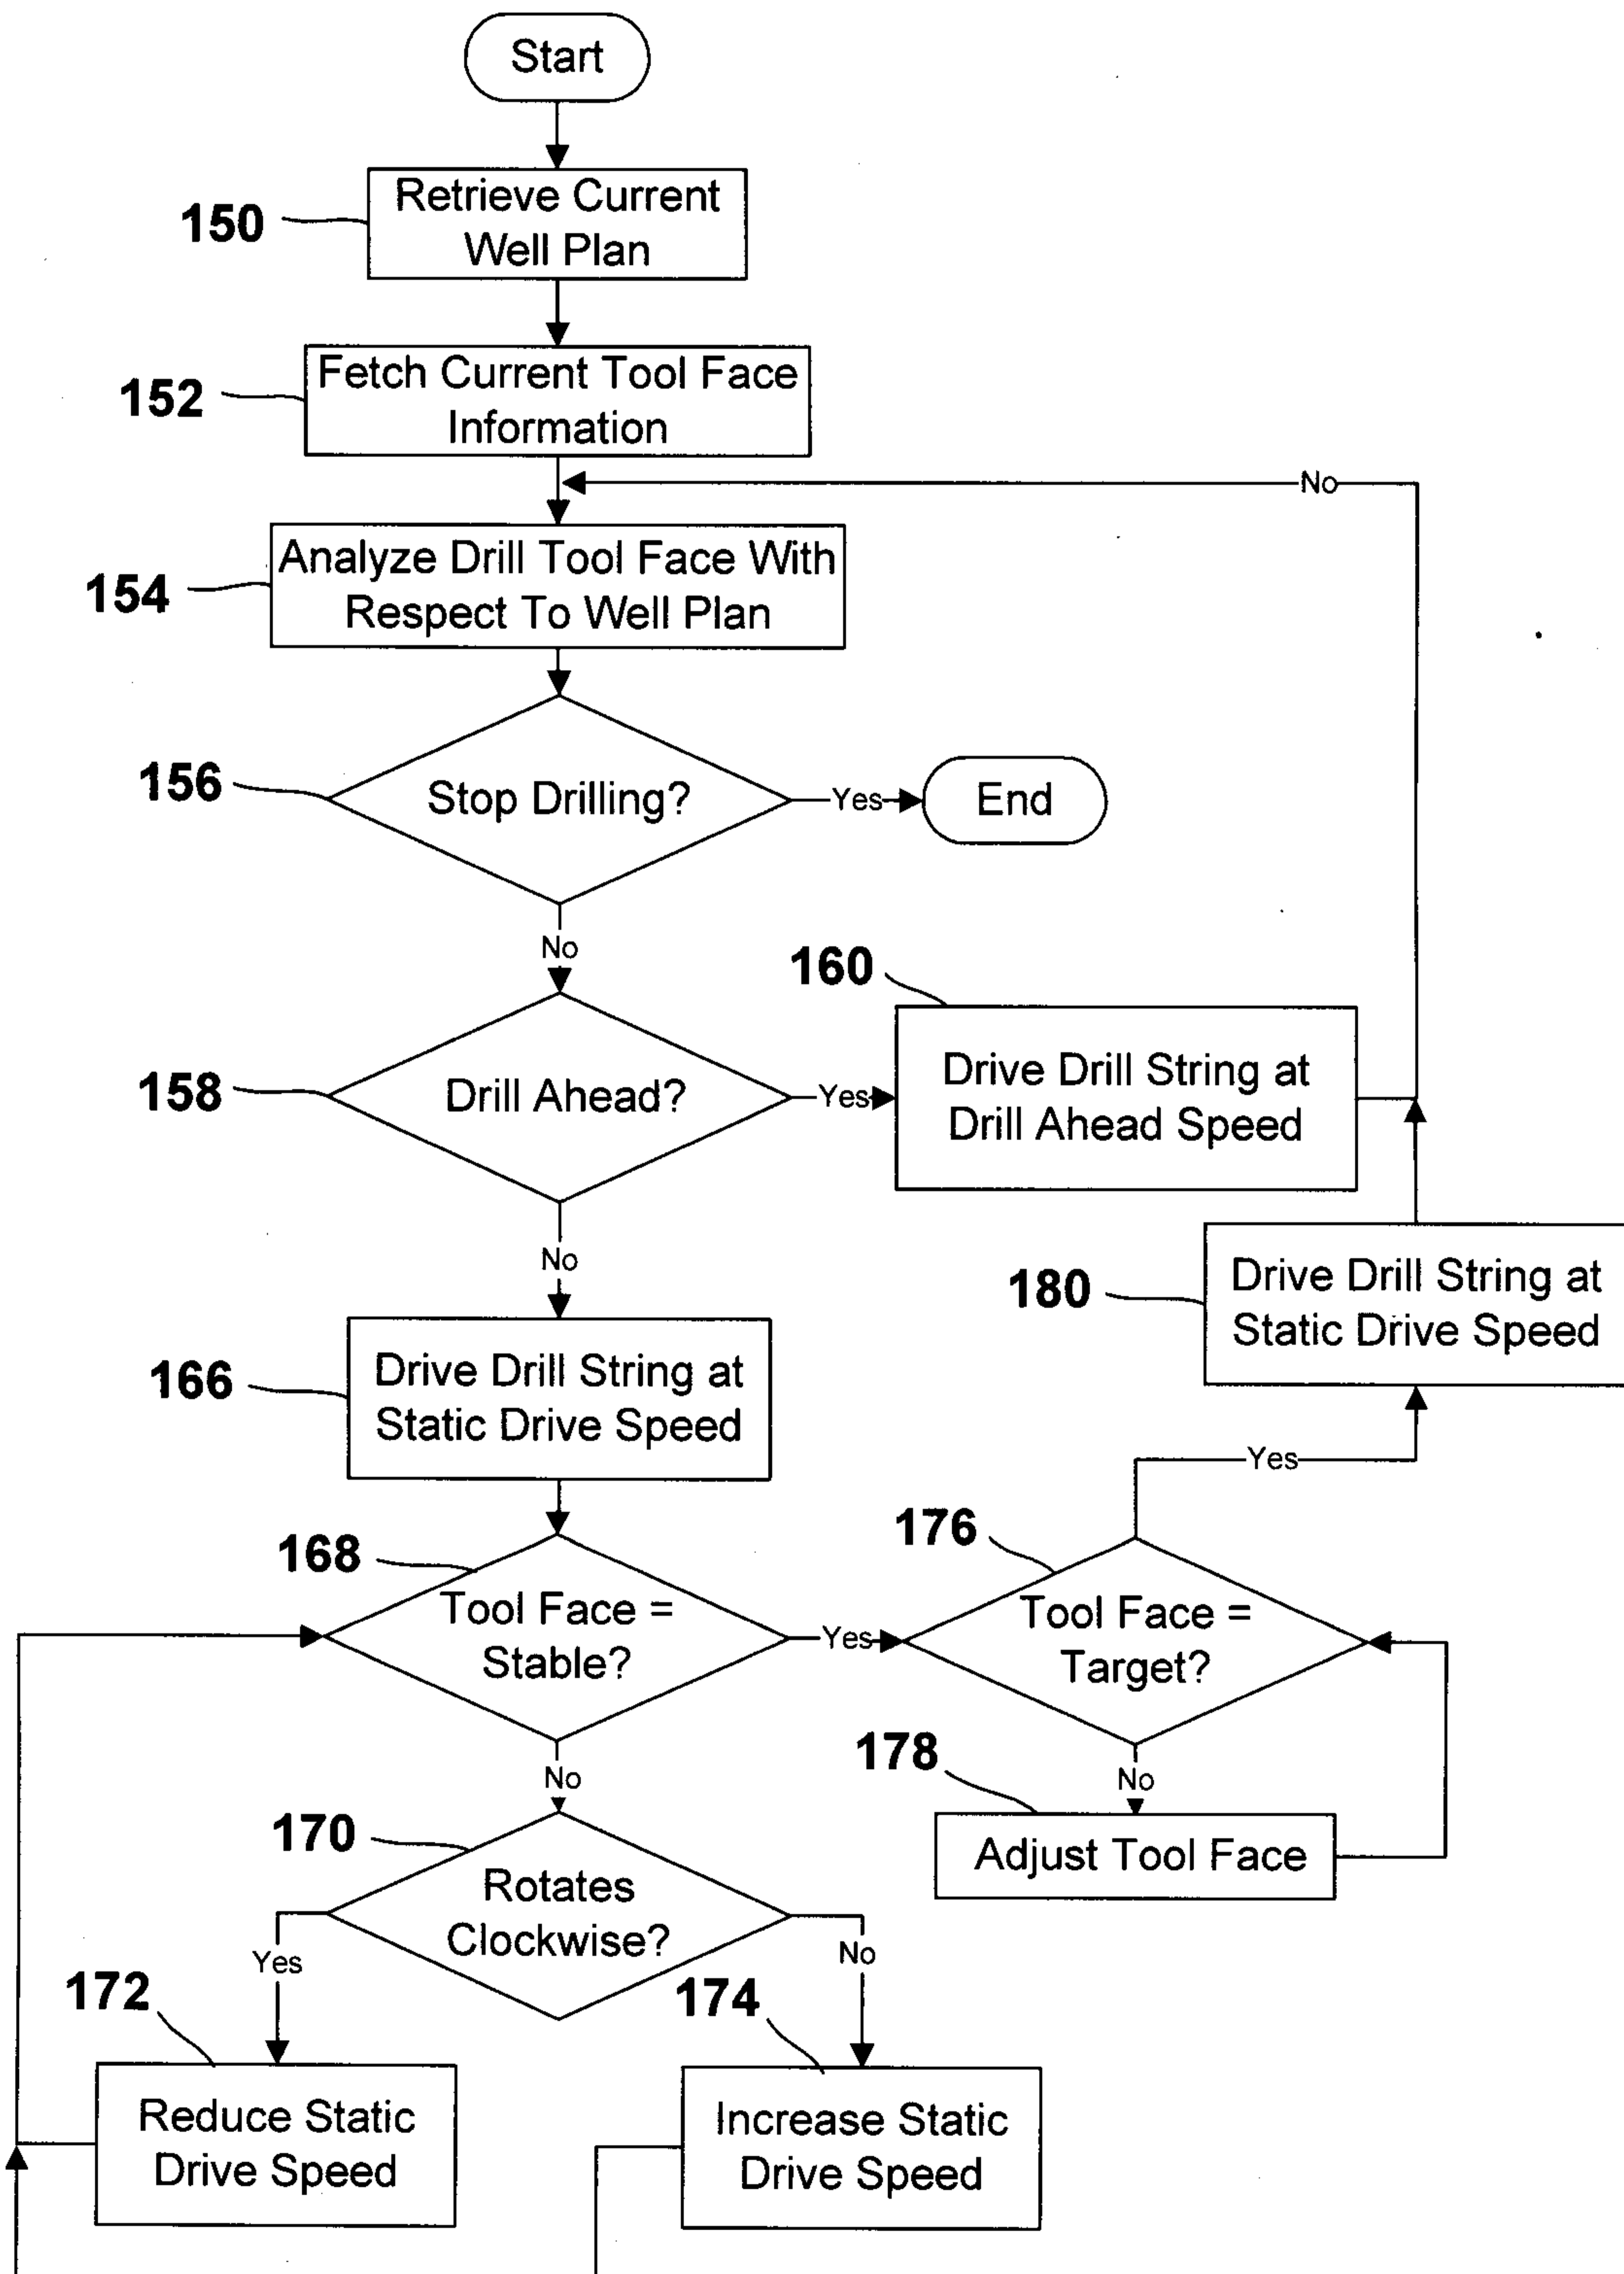 Start
150
Retrieve Current
Well Plan
152
Fetch Current Tool Face
Information
No
154
Analyze Drill Tool Face With
Respect To Well Plan
156
Stop Drilling?
Yes
End
No
158
Drill Ahead?
Yes
160
Drive Drill String at
Drill Ahead Speed
No
166
Drive Drill String at
Static Drive Speed
180
Drive Drill String at
Static Drive Speed
Yes
168
Tool Face =
Stable?
Yes
176
Tool Face =
Target?
No
No
178
Adjust Tool Face
170
Rotates
Clockwise?
Yes
No
172
Reduce Static
Drive Speed
174
Increase Static
Drive Speed